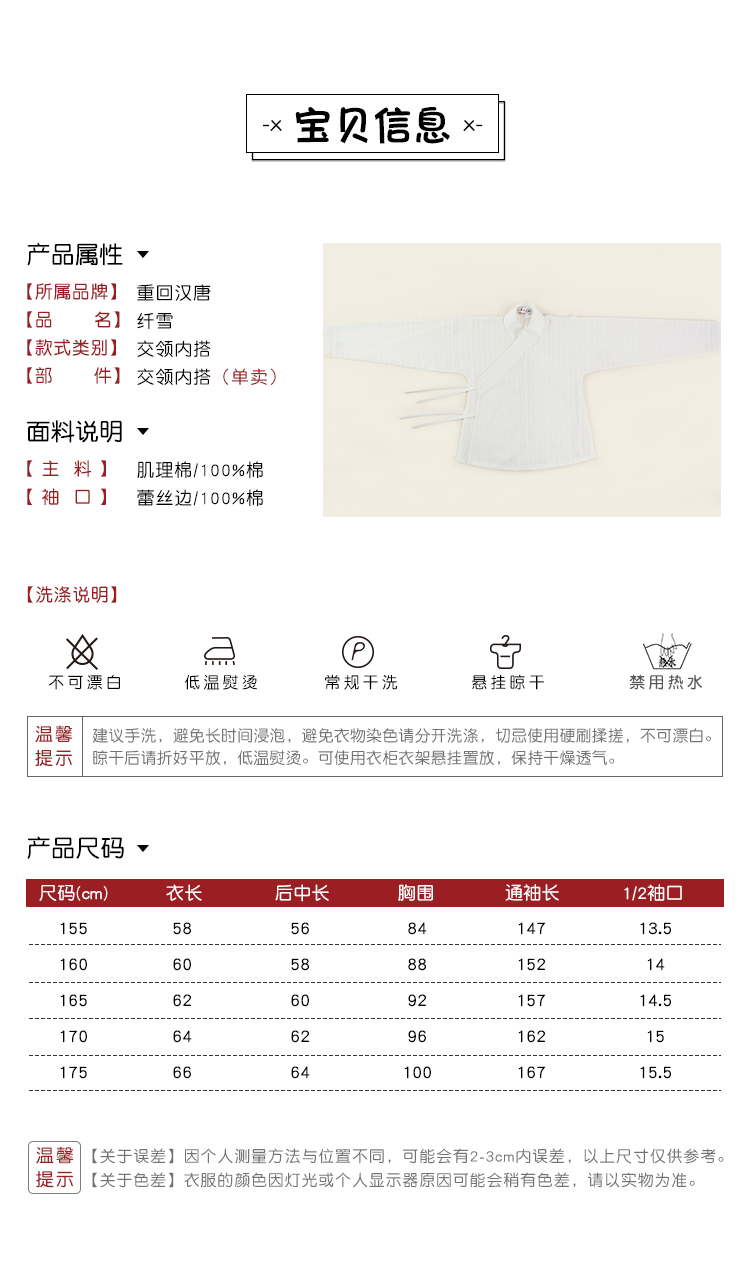 -× 宝贝信息 ×-
产品属性
【所属品牌】 重回汉唐
【品 名】 纤雪
【款式类别】 交领内搭
【部 件】 交领内搭（单卖）
面料说明
【 主 料 】 肌理棉/100%棉
【 袖 口 】 蕾丝边/100%棉
【洗涤说明】
不可漂白 低温熨烫 常规干洗 悬挂晾干 禁用热水
温馨提示
建议手洗，避免长时间浸泡，避免衣物染色请分开洗涤，切忌使用硬刷揉搓，不可漂白。
晾干后请折好平放，低温熨烫。可使用衣柜衣架悬挂置放，保持干燥透气。
产品尺码
尺码(cm) 衣长 后中长 胸围 通袖长 1/2袖口
155 58 56 84 147 13.5
160 60 58 88 152 14
165 62 60 92 157 14.5
170 64 62 96 162 15
175 66 64 100 167 15.5
温馨提示
【关于误差】因个人测量方法与位置不同，可能会有2-3cm内误差，以上尺寸仅供参考。
【关于色差】衣服的颜色因灯光或个人显示器原因可能会稍有色差，请以实物为准。